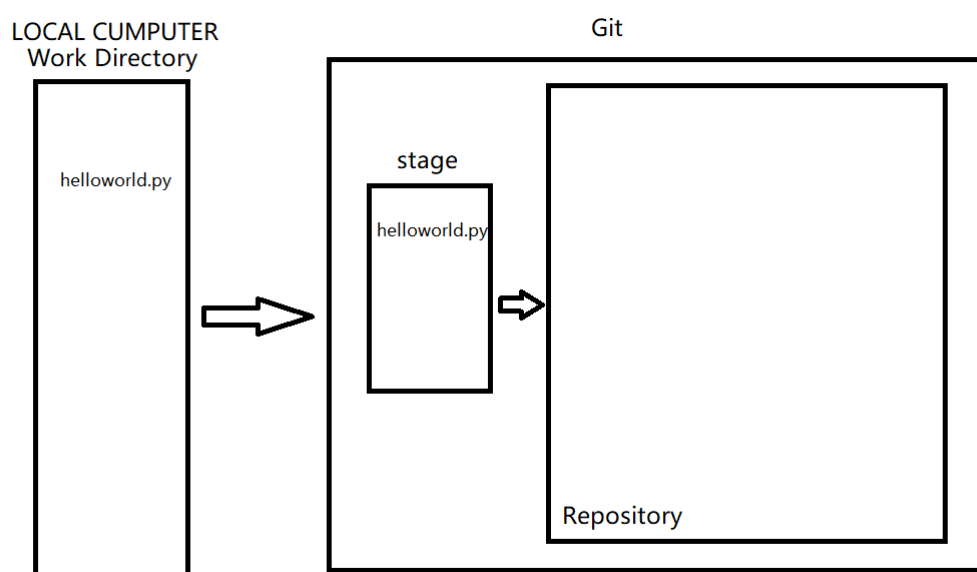 LOCAL CUMPUTER
Work Directory
Git
helloworld.py
stage
helloworld.py
Repository